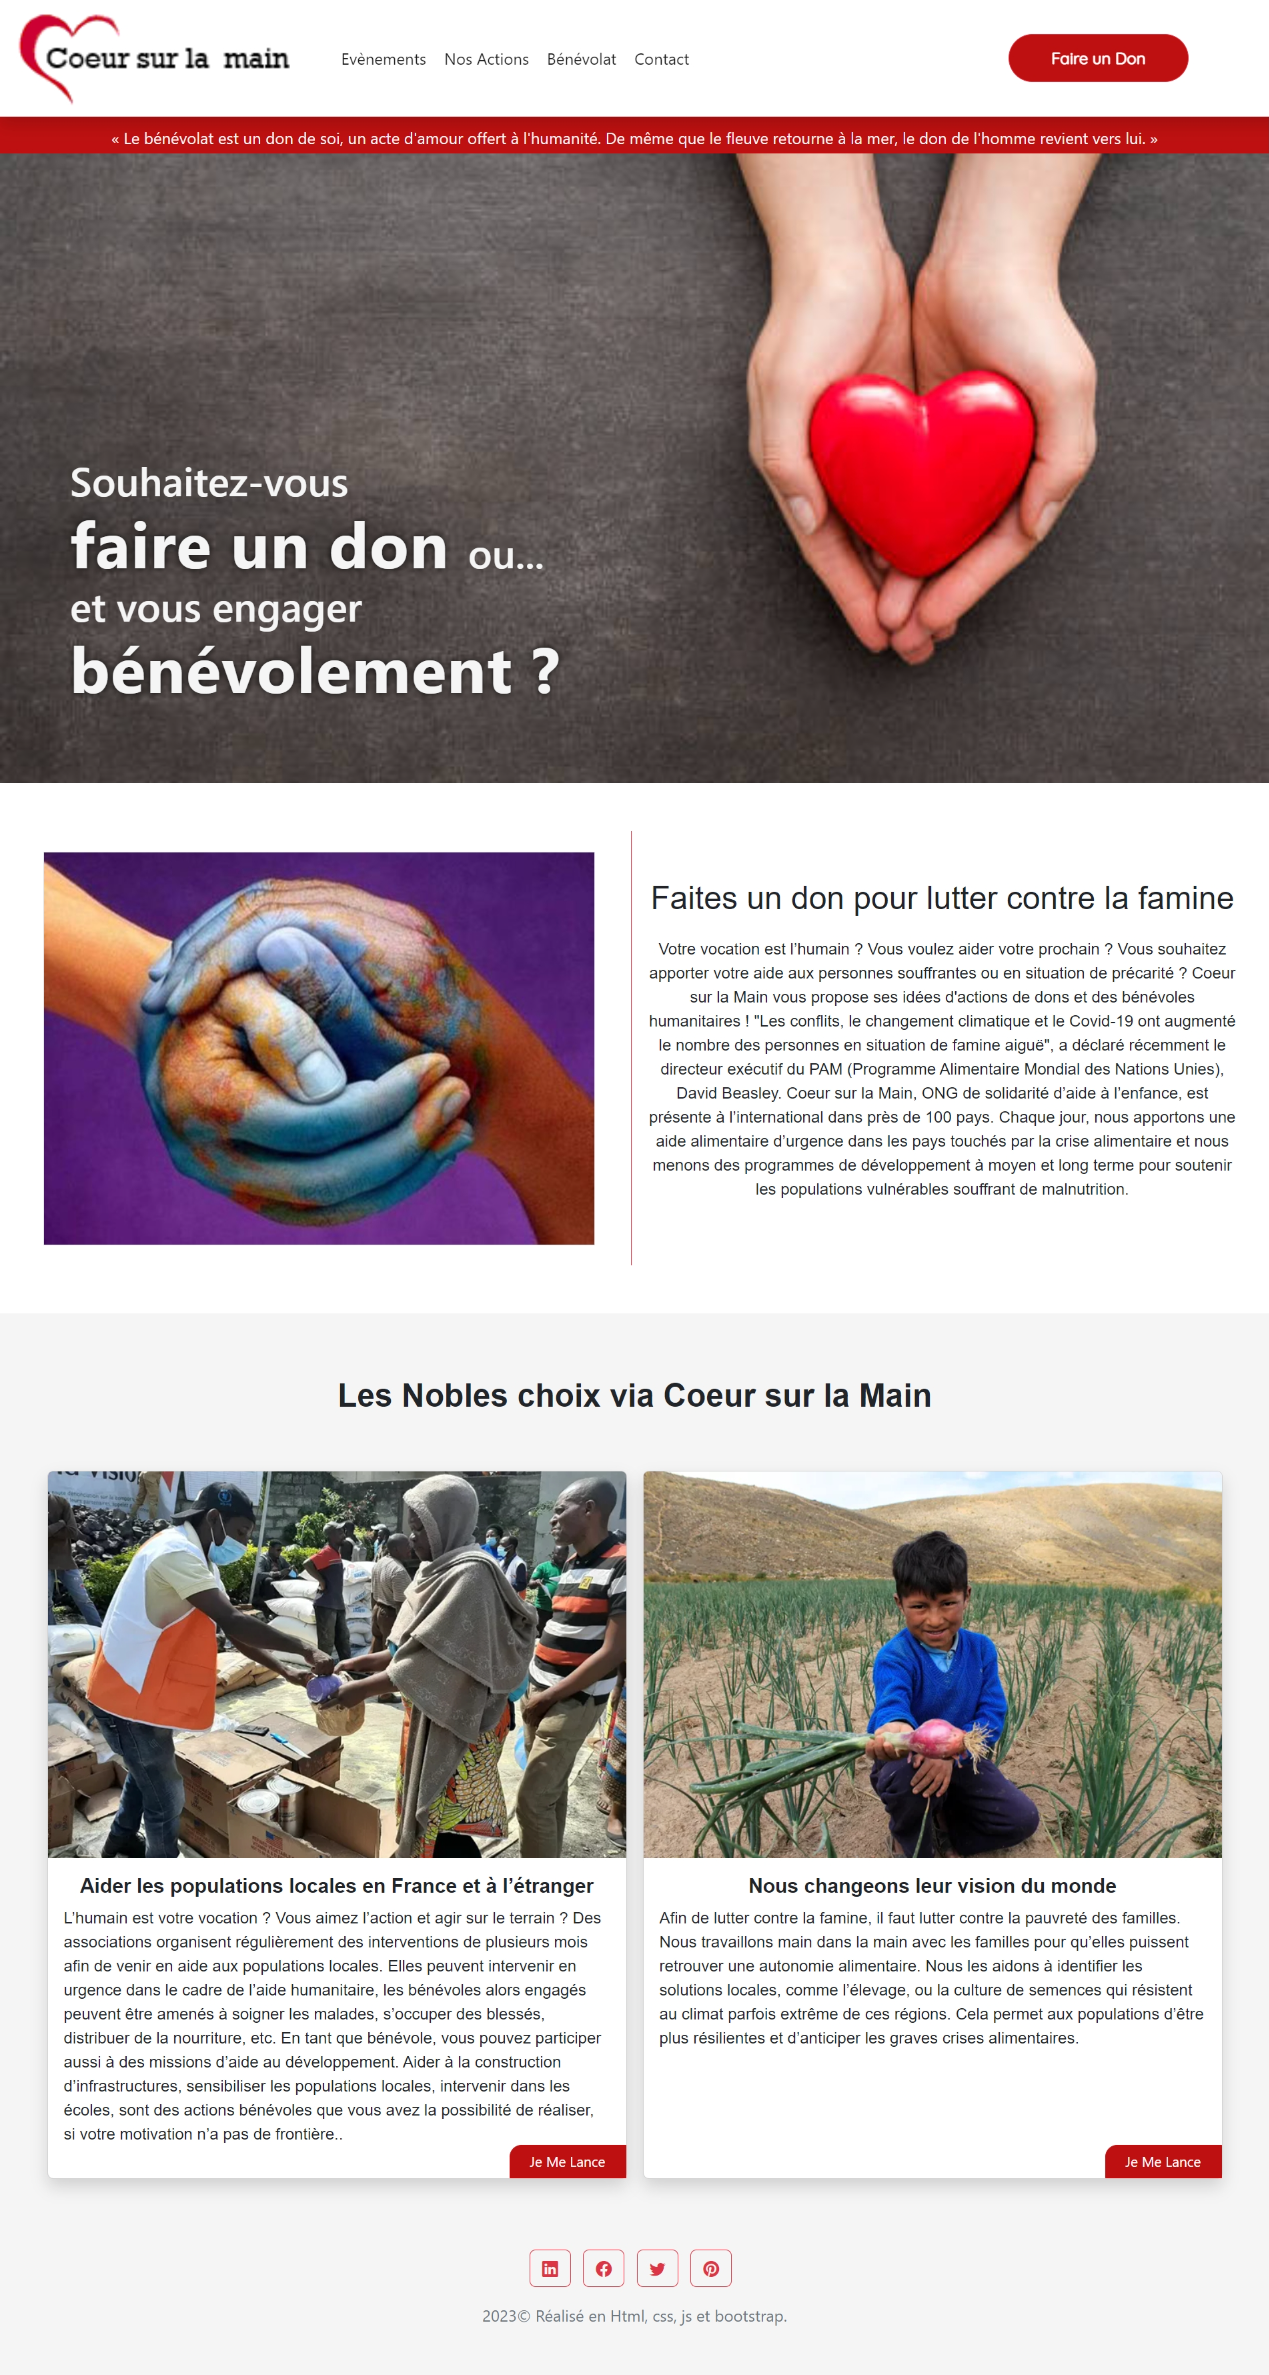 Coeur sur la main
Evènements Nos Actions Bénévolat Contact
Faire un Don
« Le bénévolat est un don de soi, un acte d'amour offert à l'humanité. De même que le fleuve retourne à la mer, le don de l'homme revient vers lui. »
Souhaitez-vous
faire un don ou...
et vous engager
bénévolement ?
Faites un don pour lutter contre la famine
Votre vocation est l’humain ? Vous voulez aider votre prochain ? Vous souhaitez
apporter votre aide aux personnes souffrantes ou en situation de précarité ? Coeur
sur la Main vous propose ses idées d'actions de dons et des bénévoles
humanitaires ! "Les conflits, le changement climatique et le Covid-19 ont augmenté
le nombre des personnes en situation de famine aiguë", a déclaré récemment le
directeur exécutif du PAM (Programme Alimentaire Mondial des Nations Unies),
David Beasley. Coeur sur la Main, ONG de solidarité d’aide à l’enfance, est
présente à l’international dans près de 100 pays. Chaque jour, nous apportons une
aide alimentaire d’urgence dans les pays touchés par la crise alimentaire et nous
menons des programmes de développement à moyen et long terme pour soutenir
les populations vulnérables souffrant de malnutrition.
Les Nobles choix via Coeur sur la Main
Aider les populations locales en France et à l’étranger
L’humain est votre vocation ? Vous aimez l’action et agir sur le terrain ? Des
associations organisent régulièrement des interventions de plusieurs mois
afin de venir en aide aux populations locales. Elles peuvent intervenir en
urgence dans le cadre de l’aide humanitaire, les bénévoles alors engagés
peuvent être amenés à soigner les malades, s’occuper des blessés,
distribuer de la nourriture, etc. En tant que bénévole, vous pouvez participer
aussi à des missions d’aide au développement. Aider à la construction
d’infrastructures, sensibiliser les populations locales, intervenir dans les
écoles, sont des actions bénévoles que vous avez la possibilité de réaliser,
si votre motivation n’a pas de frontière..
Je Me Lance
Nous changeons leur vision du monde
Afin de lutter contre la famine, il faut lutter contre la pauvreté des familles.
Nous travaillons main dans la main avec les familles pour qu’elles puissent
retrouver une autonomie alimentaire. Nous les aidons à identifier les
solutions locales, comme l’élevage, ou la culture de semences qui résistent
au climat parfois extrême de ces régions. Cela permet aux populations d’être
plus résilientes et d’anticiper les graves crises alimentaires.
Je Me Lance
2023© Réalisé en Html, css, js et bootstrap.